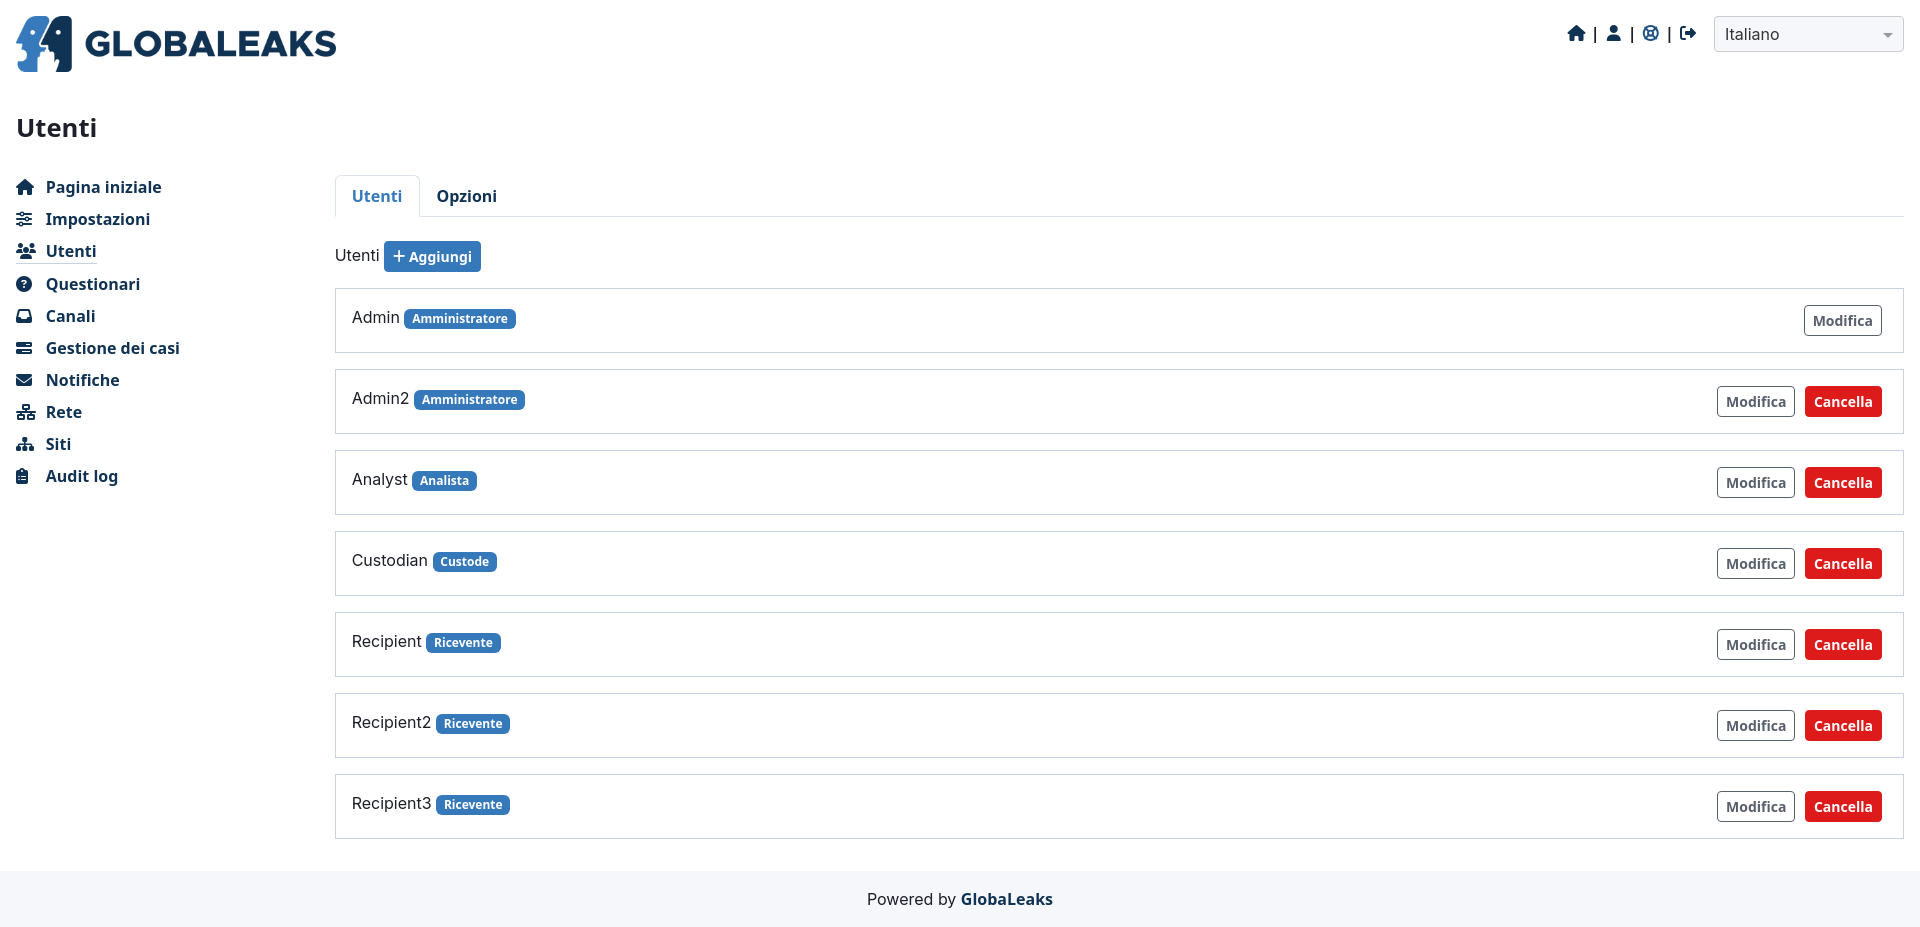 GLOBALEAKS
| | | Italiano
Utenti
Pagina iniziale
Impostazioni
Utenti
Questionari
Canali
Gestione dei casi
Notifiche
Rete
Siti
Audit log
Utenti Opzioni
Utenti + Aggiungi
Admin Amministratore Modifica
Admin2 Amministratore Modifica Cancella
Analyst Analista Modifica Cancella
Custodian Custode Modifica Cancella
Recipient Ricevente Modifica Cancella
Recipient2 Ricevente Modifica Cancella
Recipient3 Ricevente Modifica Cancella
Powered by GlobaLeaks